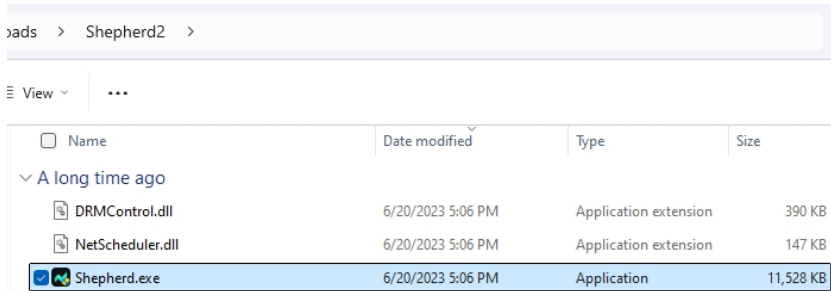 oads > Shepherd2 >
View ...
Name Date modified Type Size
A long time ago
DRMControl.dll 6/20/2023 5:06 PM Application extension 390 KB
NetScheduler.dll 6/20/2023 5:06 PM Application extension 147 KB
Shepherd.exe 6/20/2023 5:06 PM Application 11,528 KB